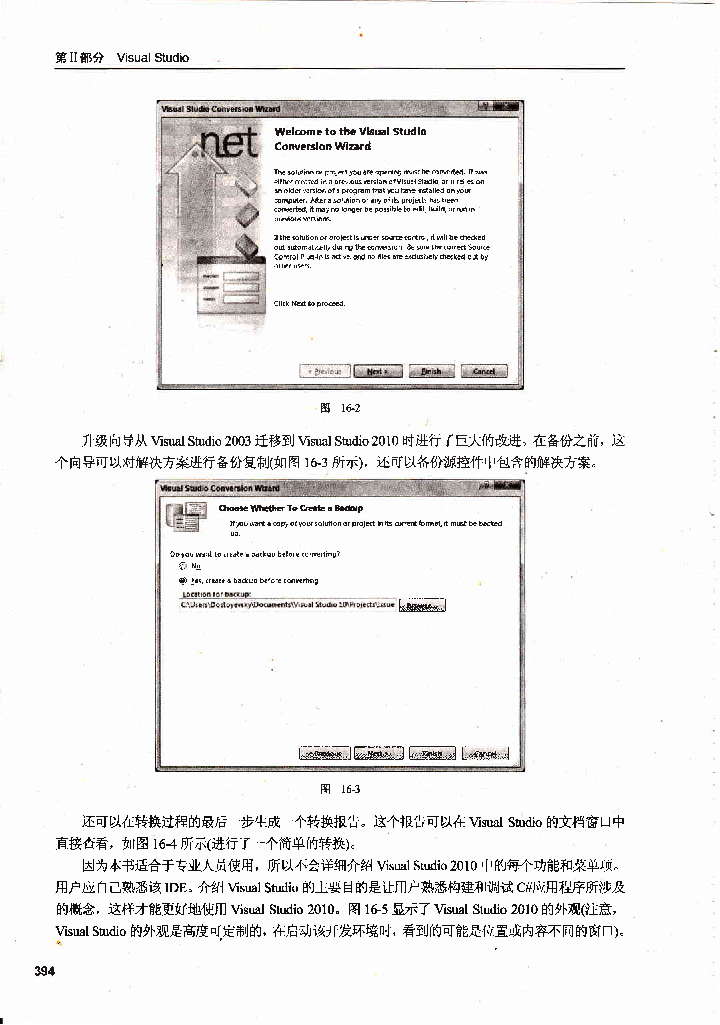 第II部分 Visual Studio
Visual Studio Conversion Wizard
.net
Welcome to the Visual Studio
Conversion Wizard
The solution or project you are opening must be converted. If was
either created in a previous version of Visual Studio, or it relies on
an older version of a program that you have installed on your
computer. After a solution or any of its projects has been
converted, it may no longer be possible to edit, build, or run in
previous versions.
If the solution or project is under source control, it will be checked
out automatically during the conversion. Be sure the correct Source
Control Plug-In is active, and no files are exclusively checked out by
other users.
Click Next to proceed.
< Previous Next > Finish Cancel
图 16-2
升级向导从 Visual Studio 2003 迁移到 Visual Studio 2010 时进行了巨大的改进。在备份之前，这
个向导可以对解决方案进行备份复制(如图 16-3 所示)，还可以备份源控件中包含的解决方案。
Visual Studio Conversion Wizard
Choose Whether To Create a Backup
If you want a copy of your solution or project in its current format, it must be backed
up.
Do you want to create a backup before converting?
No
Yes, create a backup before converting
Location for backup:
C:\Users\Dostoyevsky\Documents\Visual Studio 10\Projects\Issue Browse...
< Previous Next > Finish Cancel
图 16-3
还可以在转换过程的最后一步生成一个转换报告。这个报告可以在 Visual Studio 的文档窗口中
直接查看，如图 16-4 所示(进行了一个简单的转换)。
因为本书适合于专业人员使用，所以不会详细介绍 Visual Studio 2010 中的每个功能和菜单项。
用户应自己熟悉该 IDE。介绍 Visual Studio 的主要目的是让用户熟悉构建和调试 C#应用程序所涉及
的概念，这样才能更好地使用 Visual Studio 2010。图 16-5 显示了 Visual Studio 2010 的外观(注意，
Visual Studio 的外观是高度可定制的，在启动该开发环境时，看到的可能是位置或内容不同的窗口)。
394